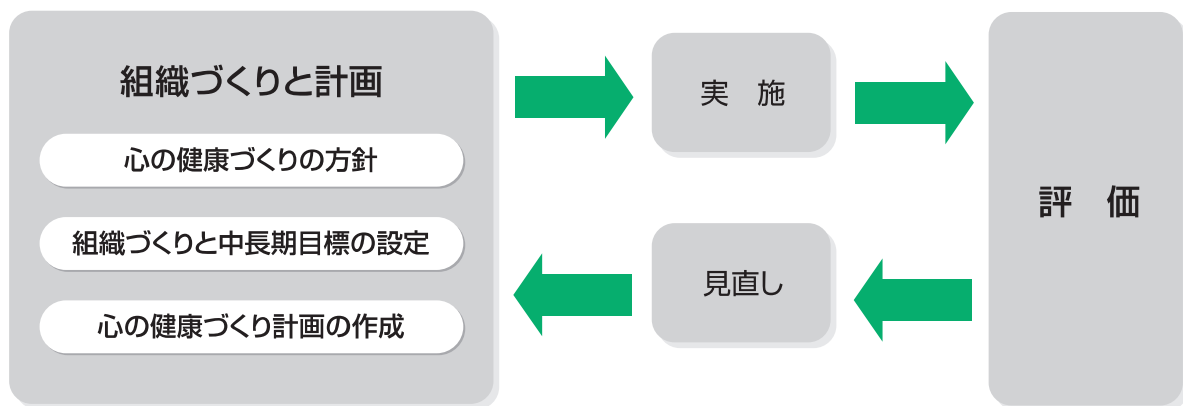 組織づくりと計画
心の健康づくりの方針
組織づくりと中長期目標の設定
心の健康づくり計画の作成
実　施
評　価
見直し